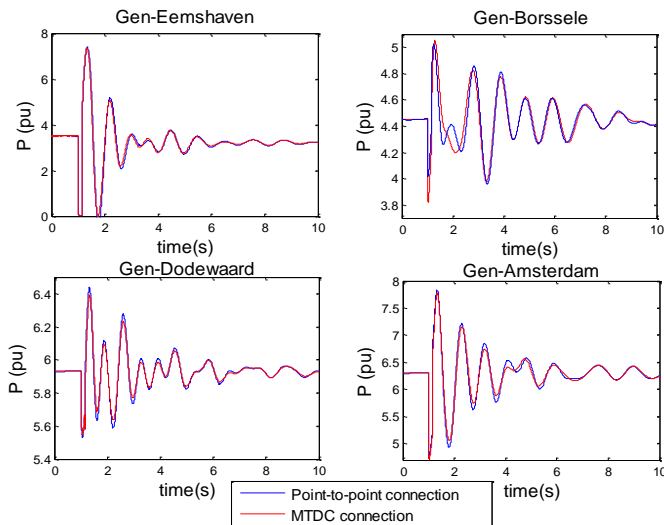 Gen-Eemshaven
Gen-Borssele
P (pu)
8
6
4
2
0
0 2 4 6 8 10
time(s)
P (pu)
5
4.8
4.6
4.4
4.2
4
3.8
0 2 4 6 8 10
time(s)
Gen-Dodewaard
Gen-Amsterdam
P (pu)
6.4
6.2
6
5.8
5.6
5.4
0 2 4 6 8 10
time(s)
P (pu)
8
7.5
7
6.5
6
5.5
5
0 2 4 6 8 10
time(s)
Point-to-point connection
MTDC connection